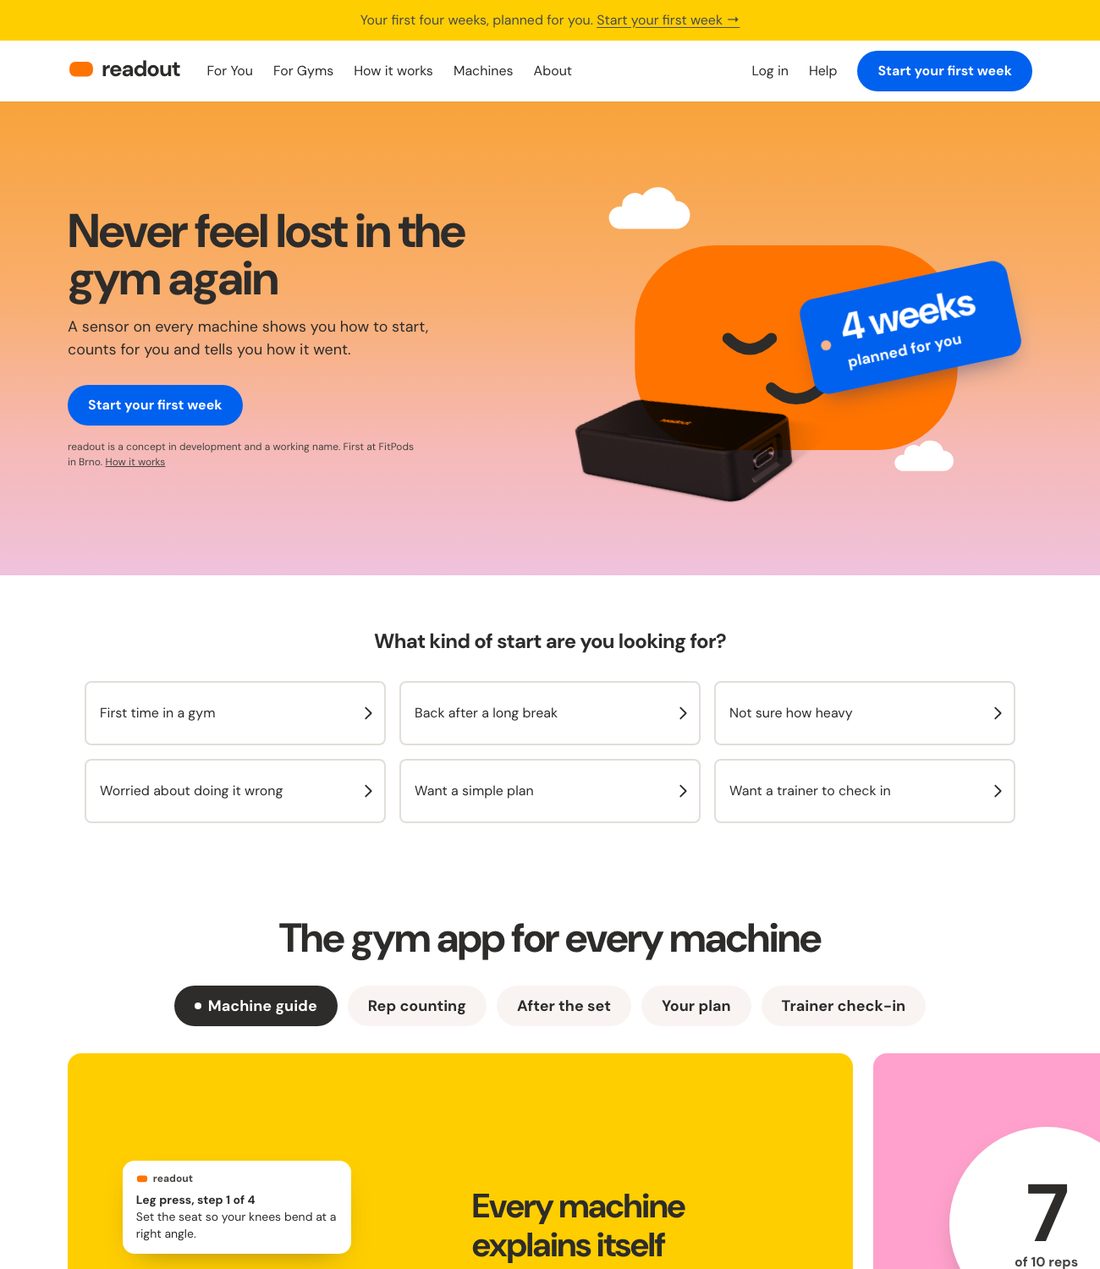 Your first four weeks, planned for you. Start your first week →
readout
For You
For Gyms
How it works
Machines
About
Log in
Help
Start your first week
Never feel lost in the
gym again
A sensor on every machine shows you how to start,
counts for you and tells you how it went.
Start your first week
readout is a concept in development and a working name. First at FitPods
in Brno. How it works
4 weeks
planned for you
readout
What kind of start are you looking for?
First time in a gym
Back after a long break
Not sure how heavy
Worried about doing it wrong
Want a simple plan
Want a trainer to check in
The gym app for every machine
Machine guide
Rep counting
After the set
Your plan
Trainer check-in
readout
Leg press, step 1 of 4
Set the seat so your knees bend at a
right angle.
Every machine
explains itself
7
of 10 reps